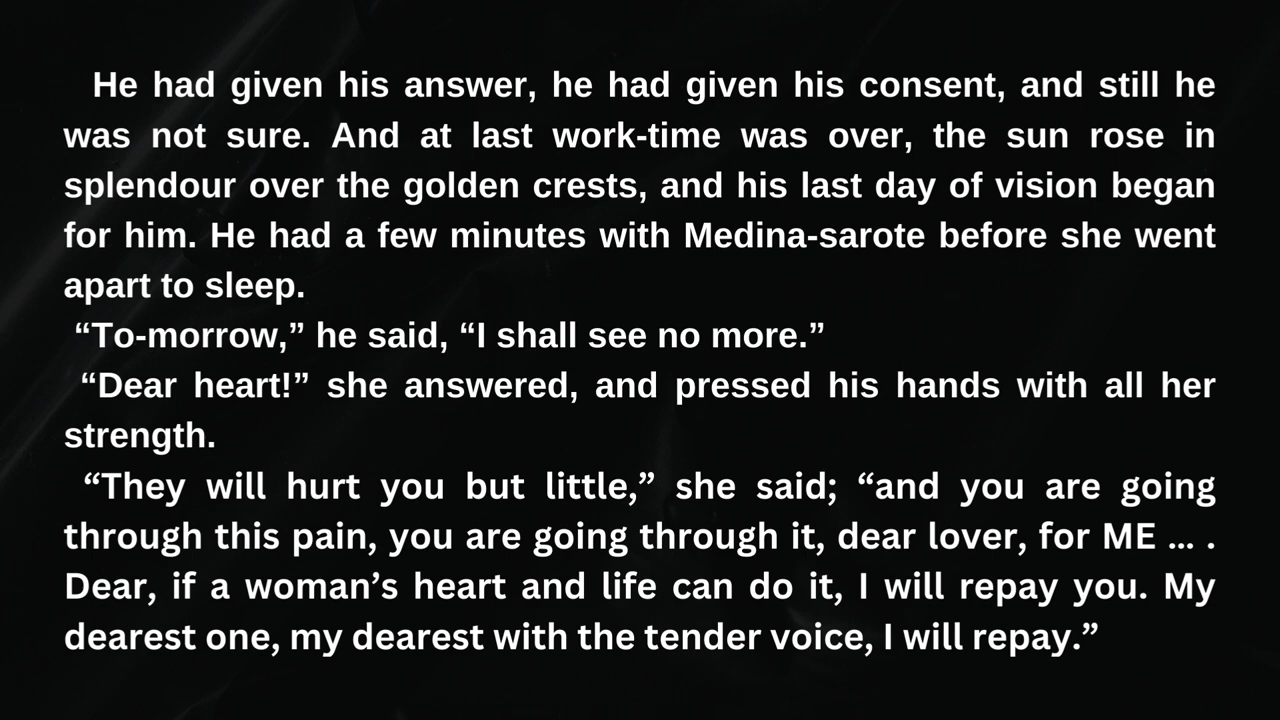 He had given his answer, he had given his consent, and still he
was not sure. And at last work-time was over, the sun rose in
splendour over the golden crests, and his last day of vision began
for him. He had a few minutes with Medina-sarote before she went
apart to sleep.
“To-morrow,” he said, “I shall see no more.”
“Dear heart!” she answered, and pressed his hands with all her
strength.
“They will hurt you but little,” she said; “and you are going
through this pain, you are going through it, dear lover, for ME ... .
Dear, if a woman’s heart and life can do it, I will repay you. My
dearest one, my dearest with the tender voice, I will repay.”